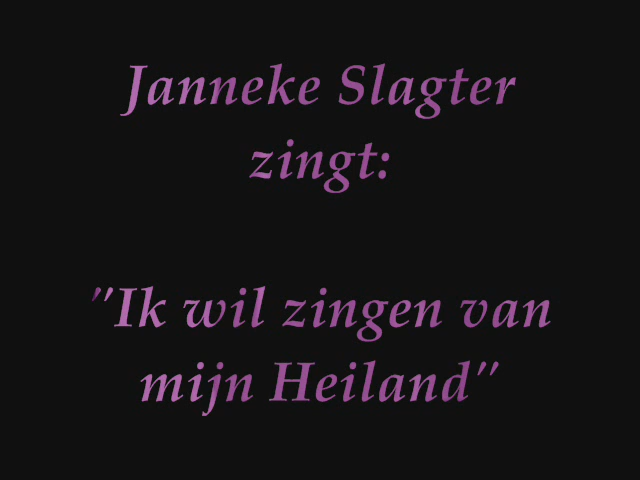 Janneke Slagter
zingt:
"Ik wil zingen van
mijn Heiland"